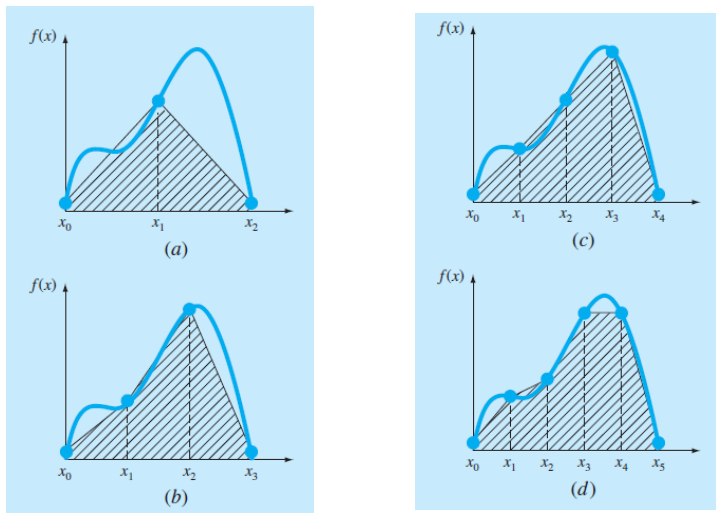 f(x)
x₀ x₁ x₂
(a)
f(x)
x₀ x₁ x₂ x₃
(b)
f(x)
x₀ x₁ x₂ x₃ x₄
(c)
f(x)
x₀ x₁ x₂ x₃ x₄ x₅
(d)